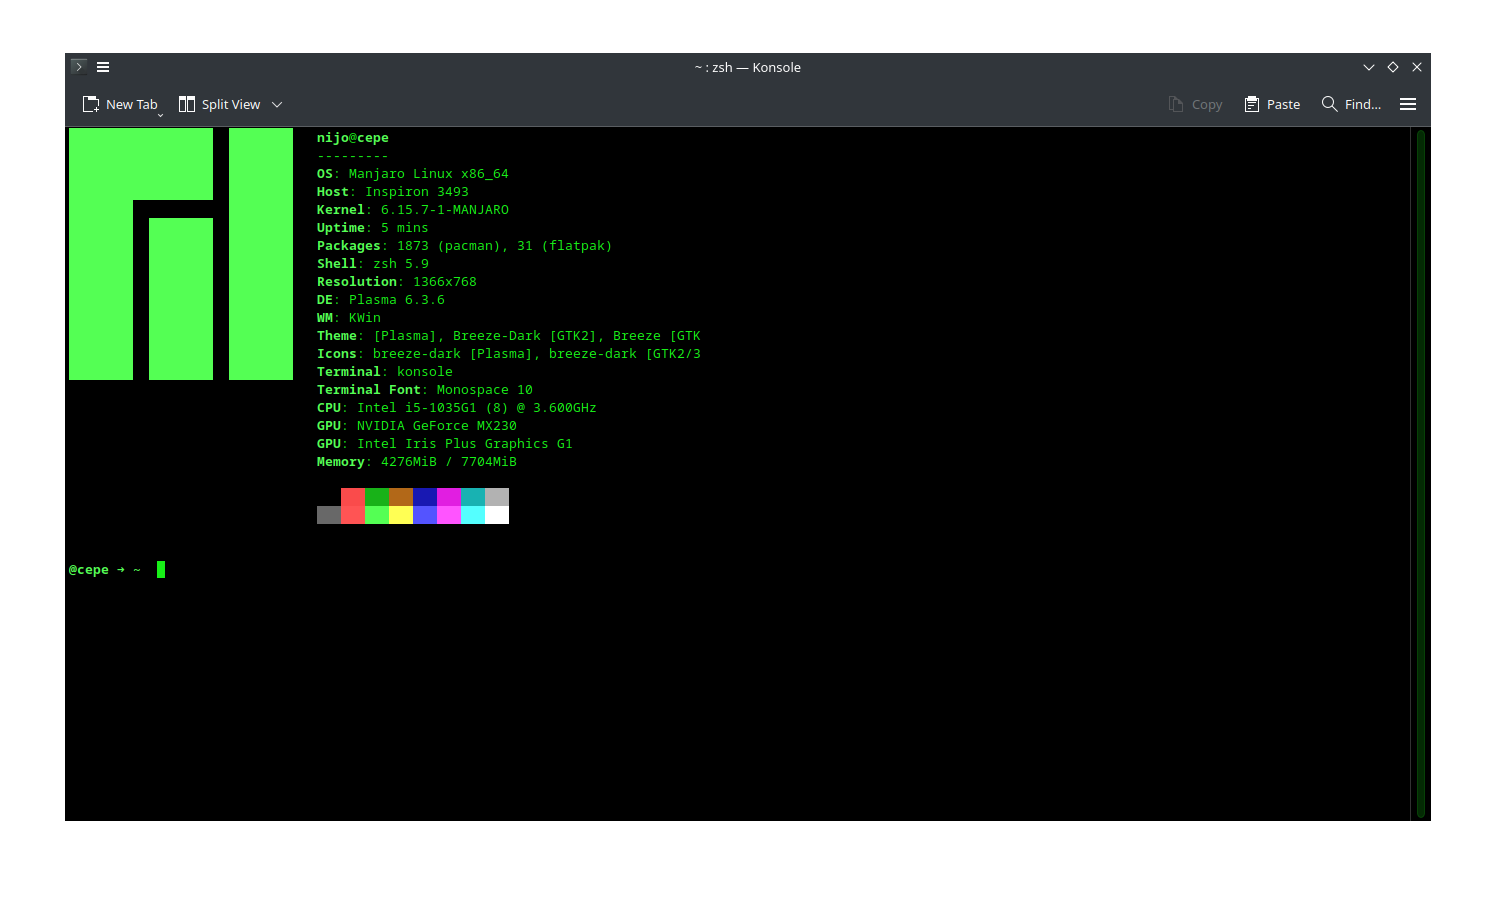 ~ : zsh — Konsole
New Tab
Split View
Copy
Paste
Find...
nijo@cepe
---------
OS: Manjaro Linux x86_64
Host: Inspiron 3493
Kernel: 6.15.7-1-MANJARO
Uptime: 5 mins
Packages: 1873 (pacman), 31 (flatpak)
Shell: zsh 5.9
Resolution: 1366x768
DE: Plasma 6.3.6
WM: KWin
Theme: [Plasma], Breeze-Dark [GTK2], Breeze [GTK
Icons: breeze-dark [Plasma], breeze-dark [GTK2/3
Terminal: konsole
Terminal Font: Monospace 10
CPU: Intel i5-1035G1 (8) @ 3.600GHz
GPU: NVIDIA GeForce MX230
GPU: Intel Iris Plus Graphics G1
Memory: 4276MiB / 7704MiB
@cepe → ~